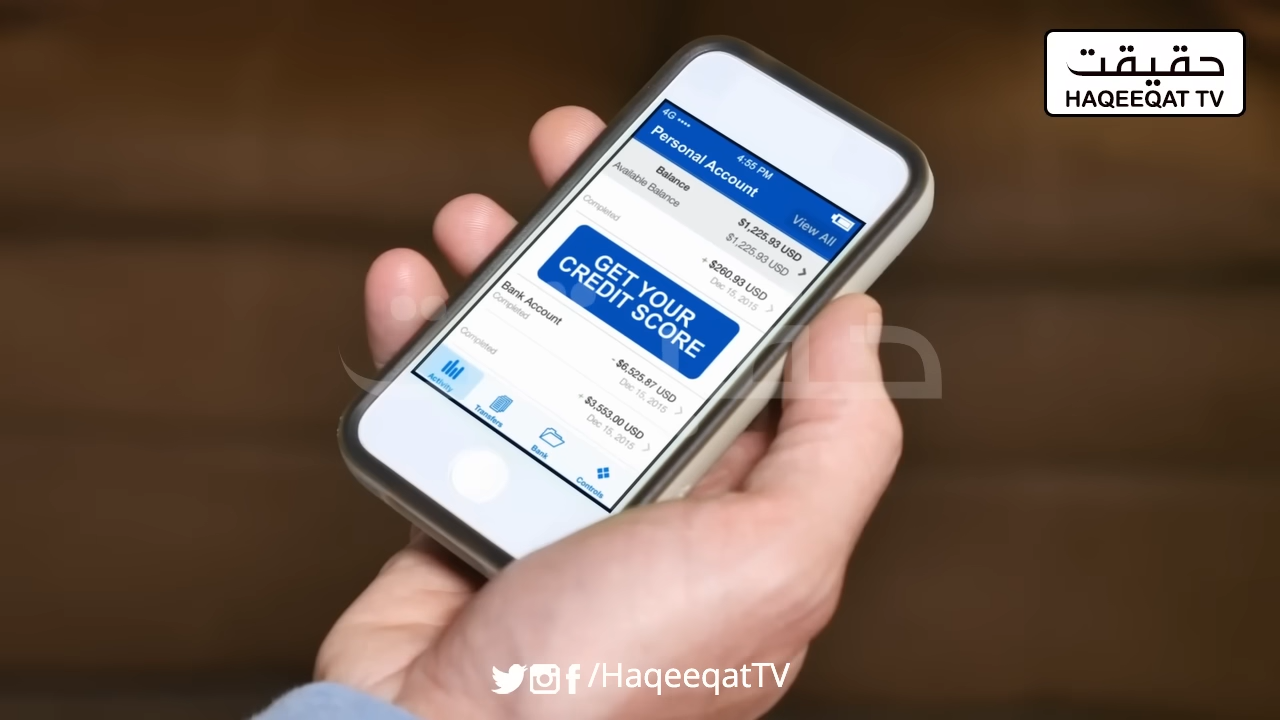 حقیقت
HAQEEQAT TV
4G
4:55 PM
Personal Account
View All
Balance
$1,225.93 USD
Available Balance
$1,225.93 USD
+ $260.93 USD
Completed
Dec 15, 2015
GET YOUR
CREDIT SCORE
Bank Account
- $6,525.87 USD
Completed
Dec 15, 2015
+ $3,553.00 USD
Completed
Dec 15, 2015
Activity
Transfers
Bank
Controls
حقیقت
/HaqeeqatTV